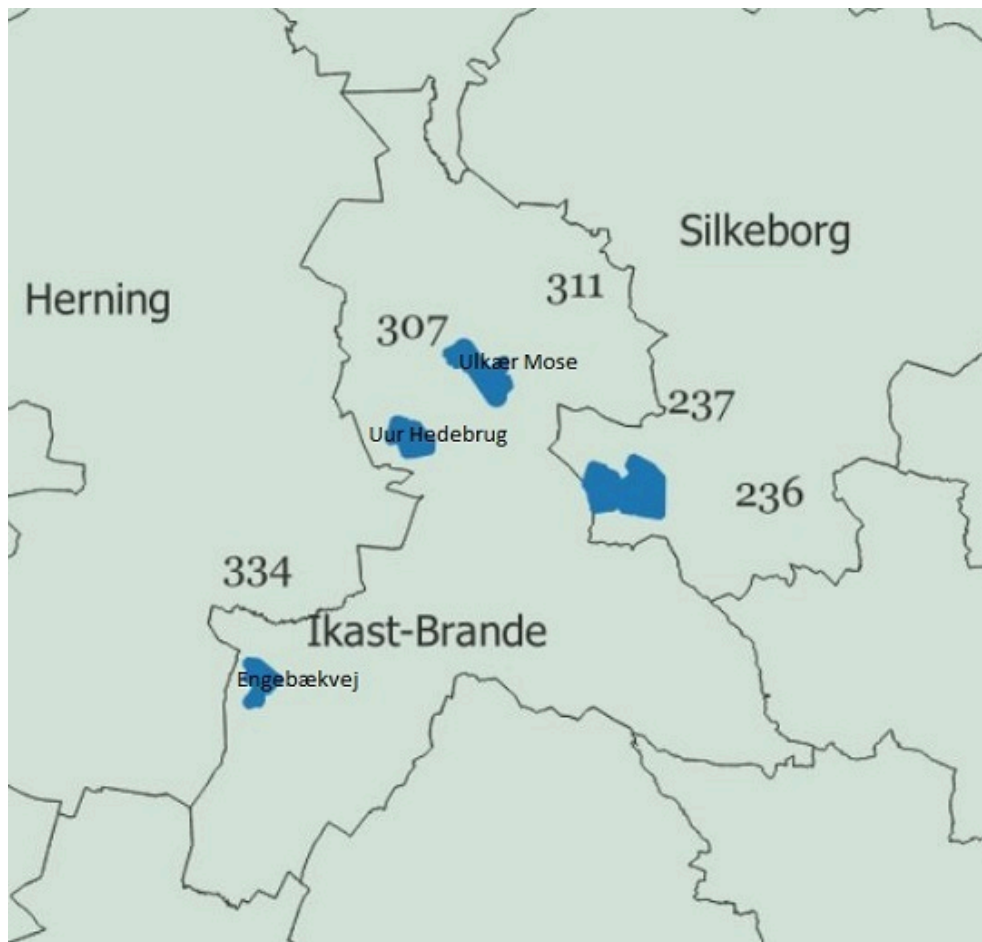 Silkeborg
311
Herning
307
Ulkær Mose
237
Uur Hedebrug
236
334
Ikast-Brande
Engebækvej